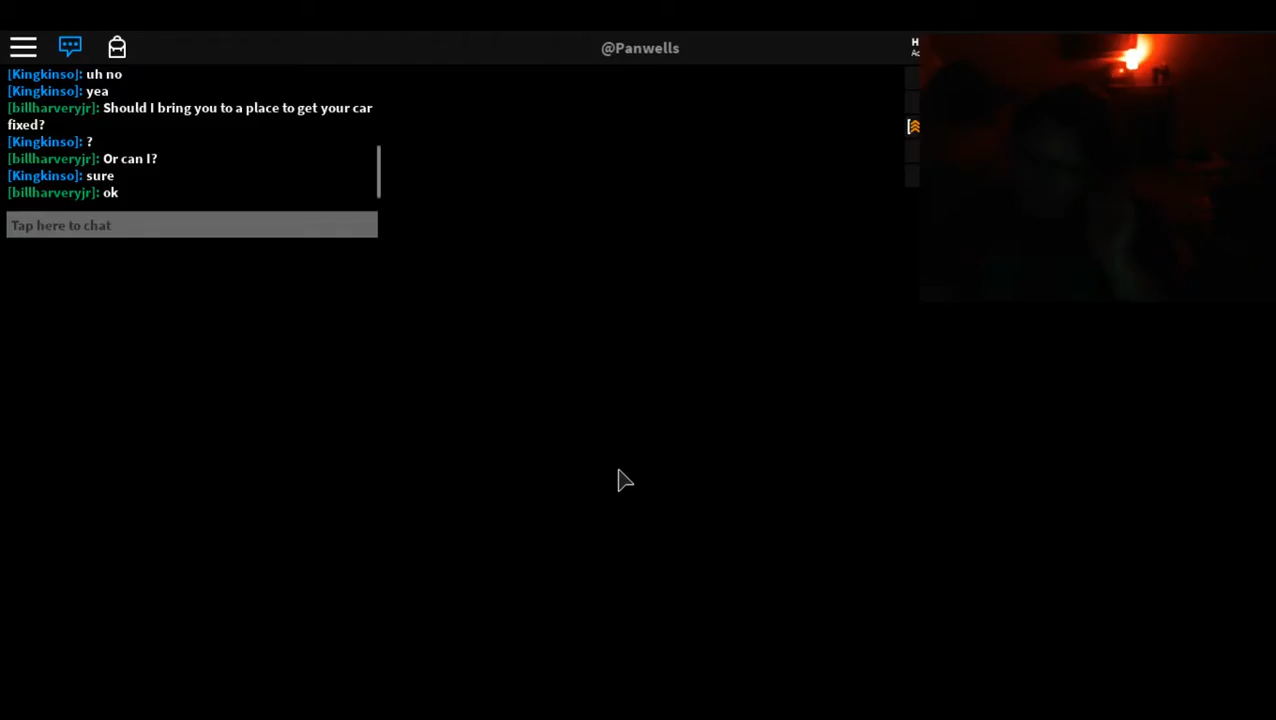 @Panwells
H
Ac
[Kingkinso]: uh no
[Kingkinso]: yea
[billharveryjr]: Should I bring you to a place to get your car
fixed?
[Kingkinso]: ?
[billharveryjr]: Or can I?
[Kingkinso]: sure
[billharveryjr]: ok
Tap here to chat